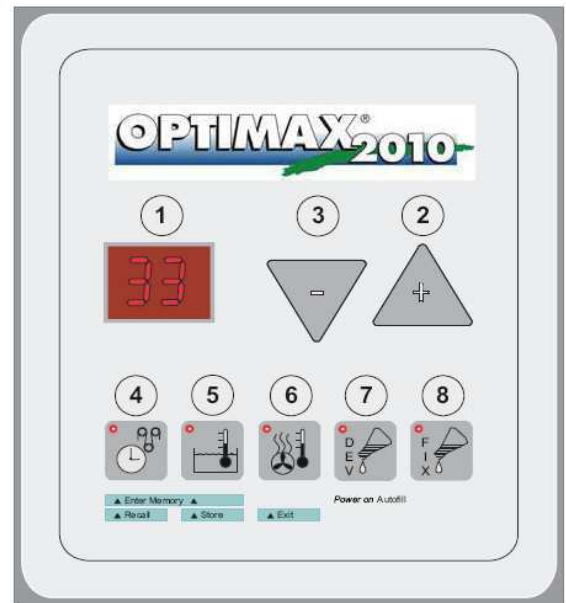 OPTIMAX® 2010
1 3 2
33
- +
4 5 6 7 8
DEV FIX
▲ Enter Memory ▲ Power on Autofill
▲ Recall ▲ Store ▲ Exit